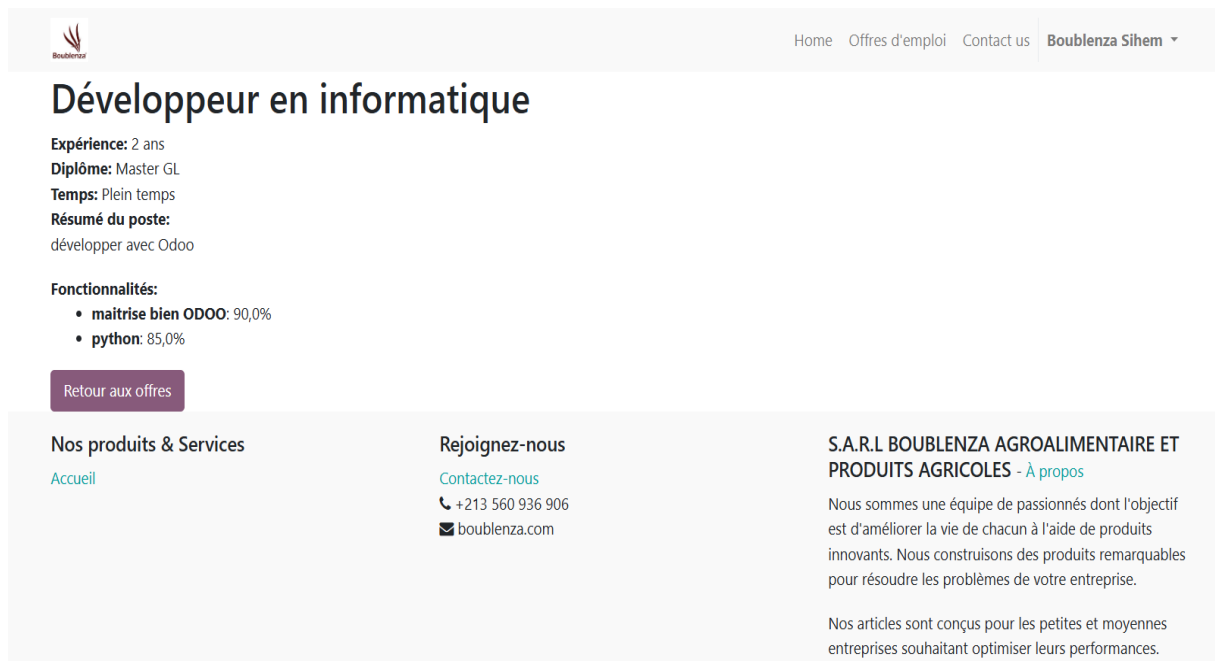 Boublenza
Home Offres d'emploi Contact us Boublenza Sihem
Développeur en informatique
Expérience: 2 ans
Diplôme: Master GL
Temps: Plein temps
Résumé du poste:
développer avec Odoo
Fonctionnalités:
• maitrise bien ODOO: 90,0%
• python: 85,0%
Retour aux offres
Nos produits & Services
Accueil
Rejoignez-nous
Contactez-nous
+213 560 936 906
boublenza.com
S.A.R.L BOUBLENZA AGROALIMENTAIRE ET
PRODUITS AGRICOLES - À propos
Nous sommes une équipe de passionnés dont l'objectif
est d'améliorer la vie de chacun à l'aide de produits
innovants. Nous construisons des produits remarquables
pour résoudre les problèmes de votre entreprise.
Nos articles sont conçus pour les petites et moyennes
entreprises souhaitant optimiser leurs performances.